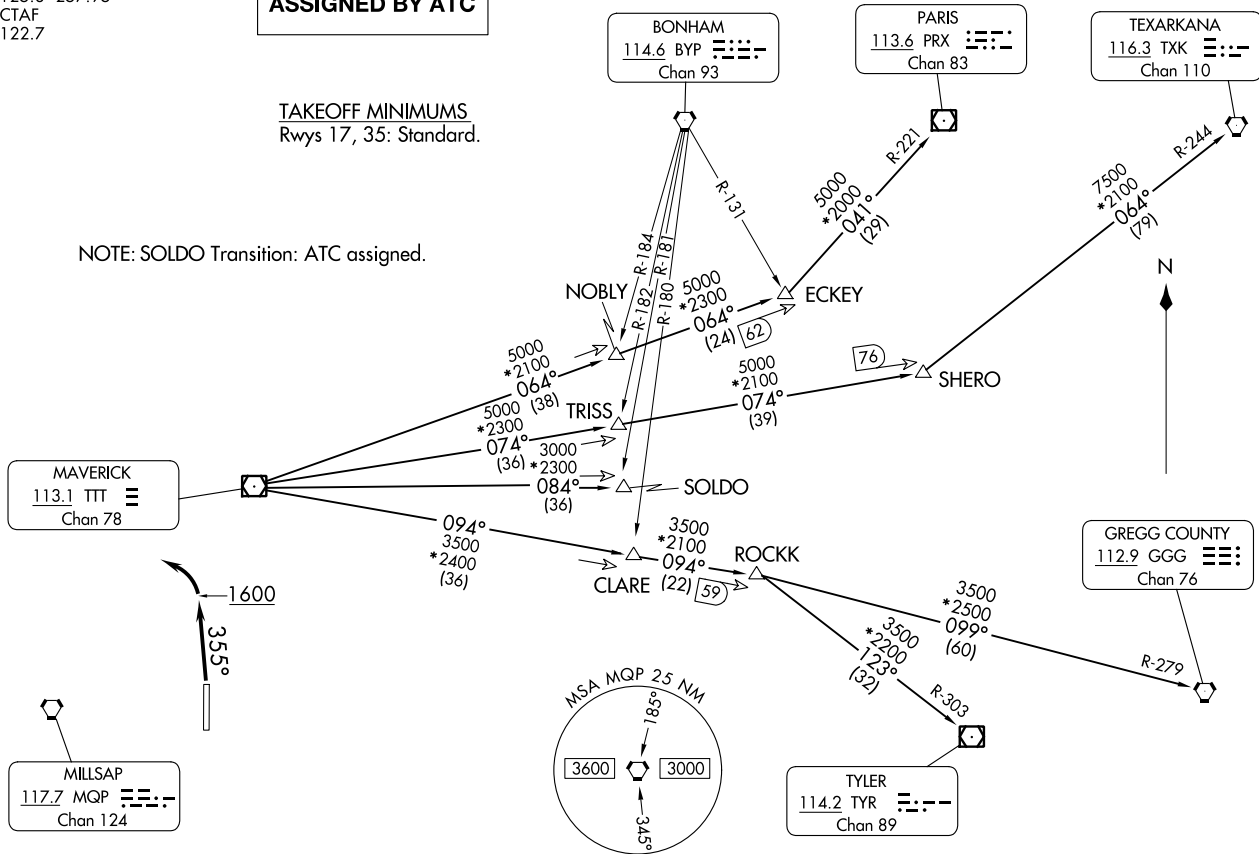 CTAF
122.7
ASSIGNED BY ATC
TAKEOFF MINIMUMS
Rwys 17, 35: Standard.
NOTE: SOLDO Transition: ATC assigned.
BONHAM
114.6 BYP
Chan 93
PARIS
113.6 PRX
Chan 83
TEXARKANA
116.3 TXK
Chan 110
R-221
R-244
R-131
R-184
R-181
R-182
R-180
5000
*2000
041°
(29)
7500
*2100
064°
(79)
N
NOBLY
ECKEY
5000
*2300
064°
(24)
62
5000
*2100
064°
(38)
76
SHERO
5000
*2100
074°
(39)
TRISS
5000
*2300
074°
(36)
3000
*2300
084°
(36)
SOLDO
MAVERICK
113.1 TTT
Chan 78
094°
3500
*2400
(36)
CLARE
3500
*2100
094°
(22)
59
ROCKK
GREGG COUNTY
112.9 GGG
Chan 76
3500
*2500
099°
(60)
R-279
3500
*2200
123°
(32)
R-303
1600
355°
MILLSAP
117.7 MQP
Chan 124
MSA MQP 25 NM
185°
3600
3000
345°
TYLER
114.2 TYR
Chan 89